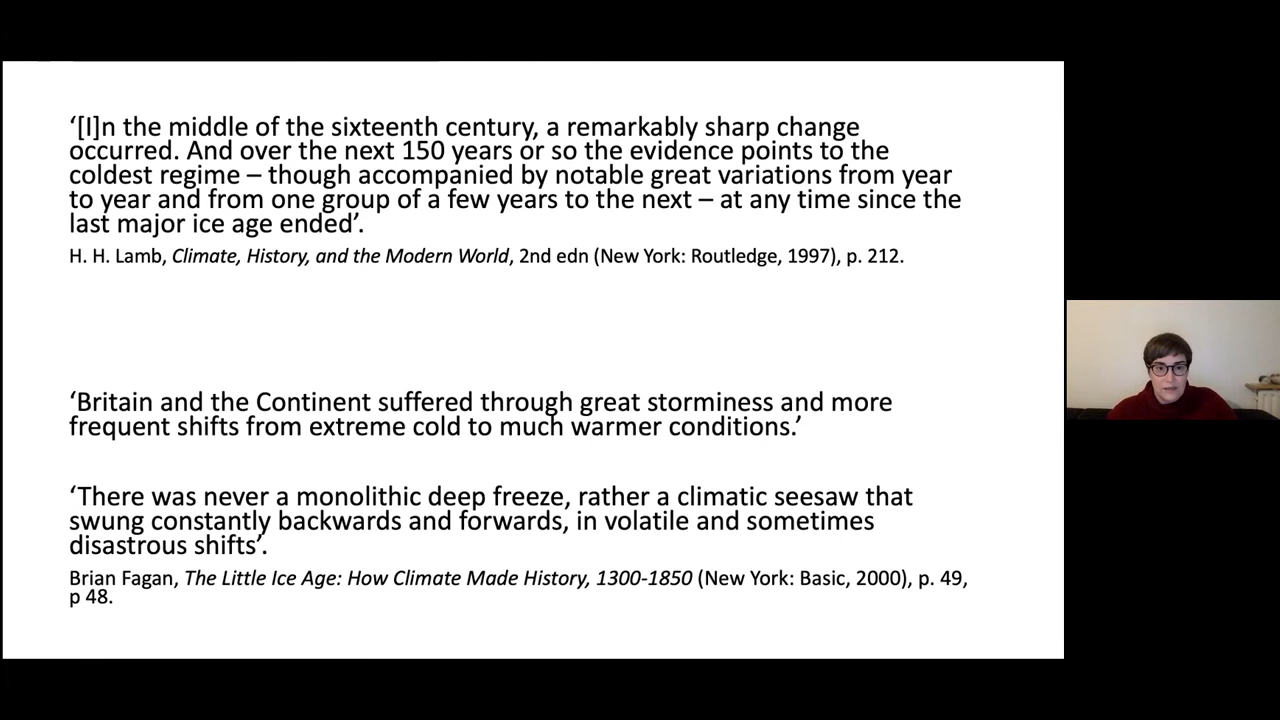 ‘[I]n the middle of the sixteenth century, a remarkably sharp change
occurred. And over the next 150 years or so the evidence points to the
coldest regime – though accompanied by notable great variations from year
to year and from one group of a few years to the next – at any time since the
last major ice age ended’.
H. H. Lamb, Climate, History, and the Modern World, 2nd edn (New York: Routledge, 1997), p. 212.
‘Britain and the Continent suffered through great storminess and more
frequent shifts from extreme cold to much warmer conditions.’
‘There was never a monolithic deep freeze, rather a climatic seesaw that
swung constantly backwards and forwards, in volatile and sometimes
disastrous shifts’.
Brian Fagan, The Little Ice Age: How Climate Made History, 1300-1850 (New York: Basic, 2000), p. 49,
p 48.